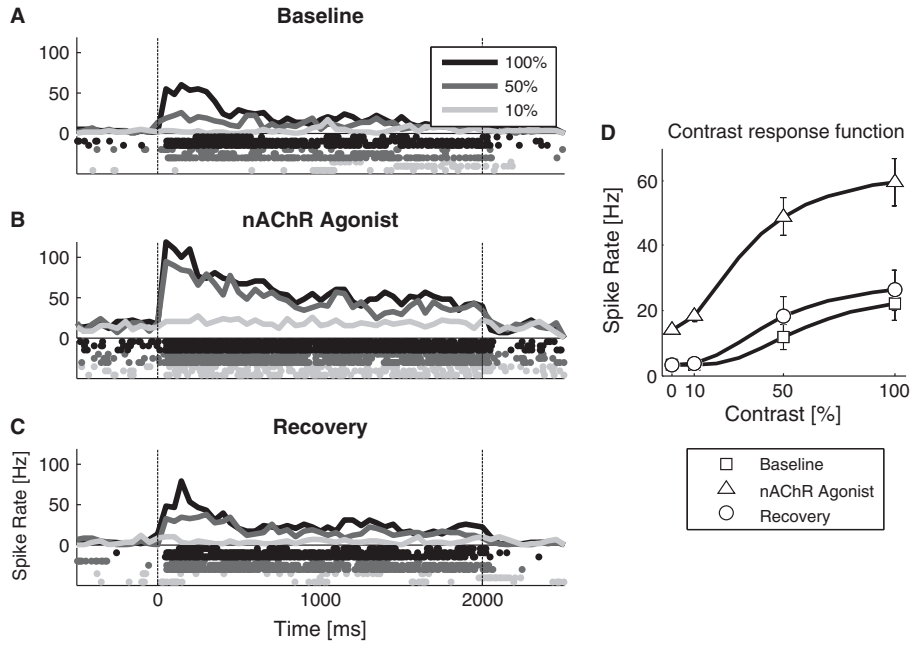 A
Baseline
100
50
0
100%
50%
10%
B
nAChR Agonist
100
50
0
C
Recovery
100
50
0
Spike Rate [Hz]
0
1000
2000
Time [ms]
D
Contrast response function
60
40
20
0
Spike Rate [Hz]
0
10
50
100
Contrast [%]
Baseline
nAChR Agonist
Recovery